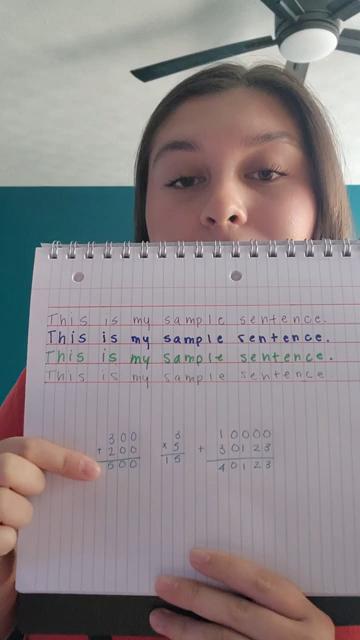 This is my sample sentence.
This is my sample sentence.
This is my sample sentence.
This is my sample sentence
300
+ 200
500
3
× 5
15
10000
+ 30123
40123